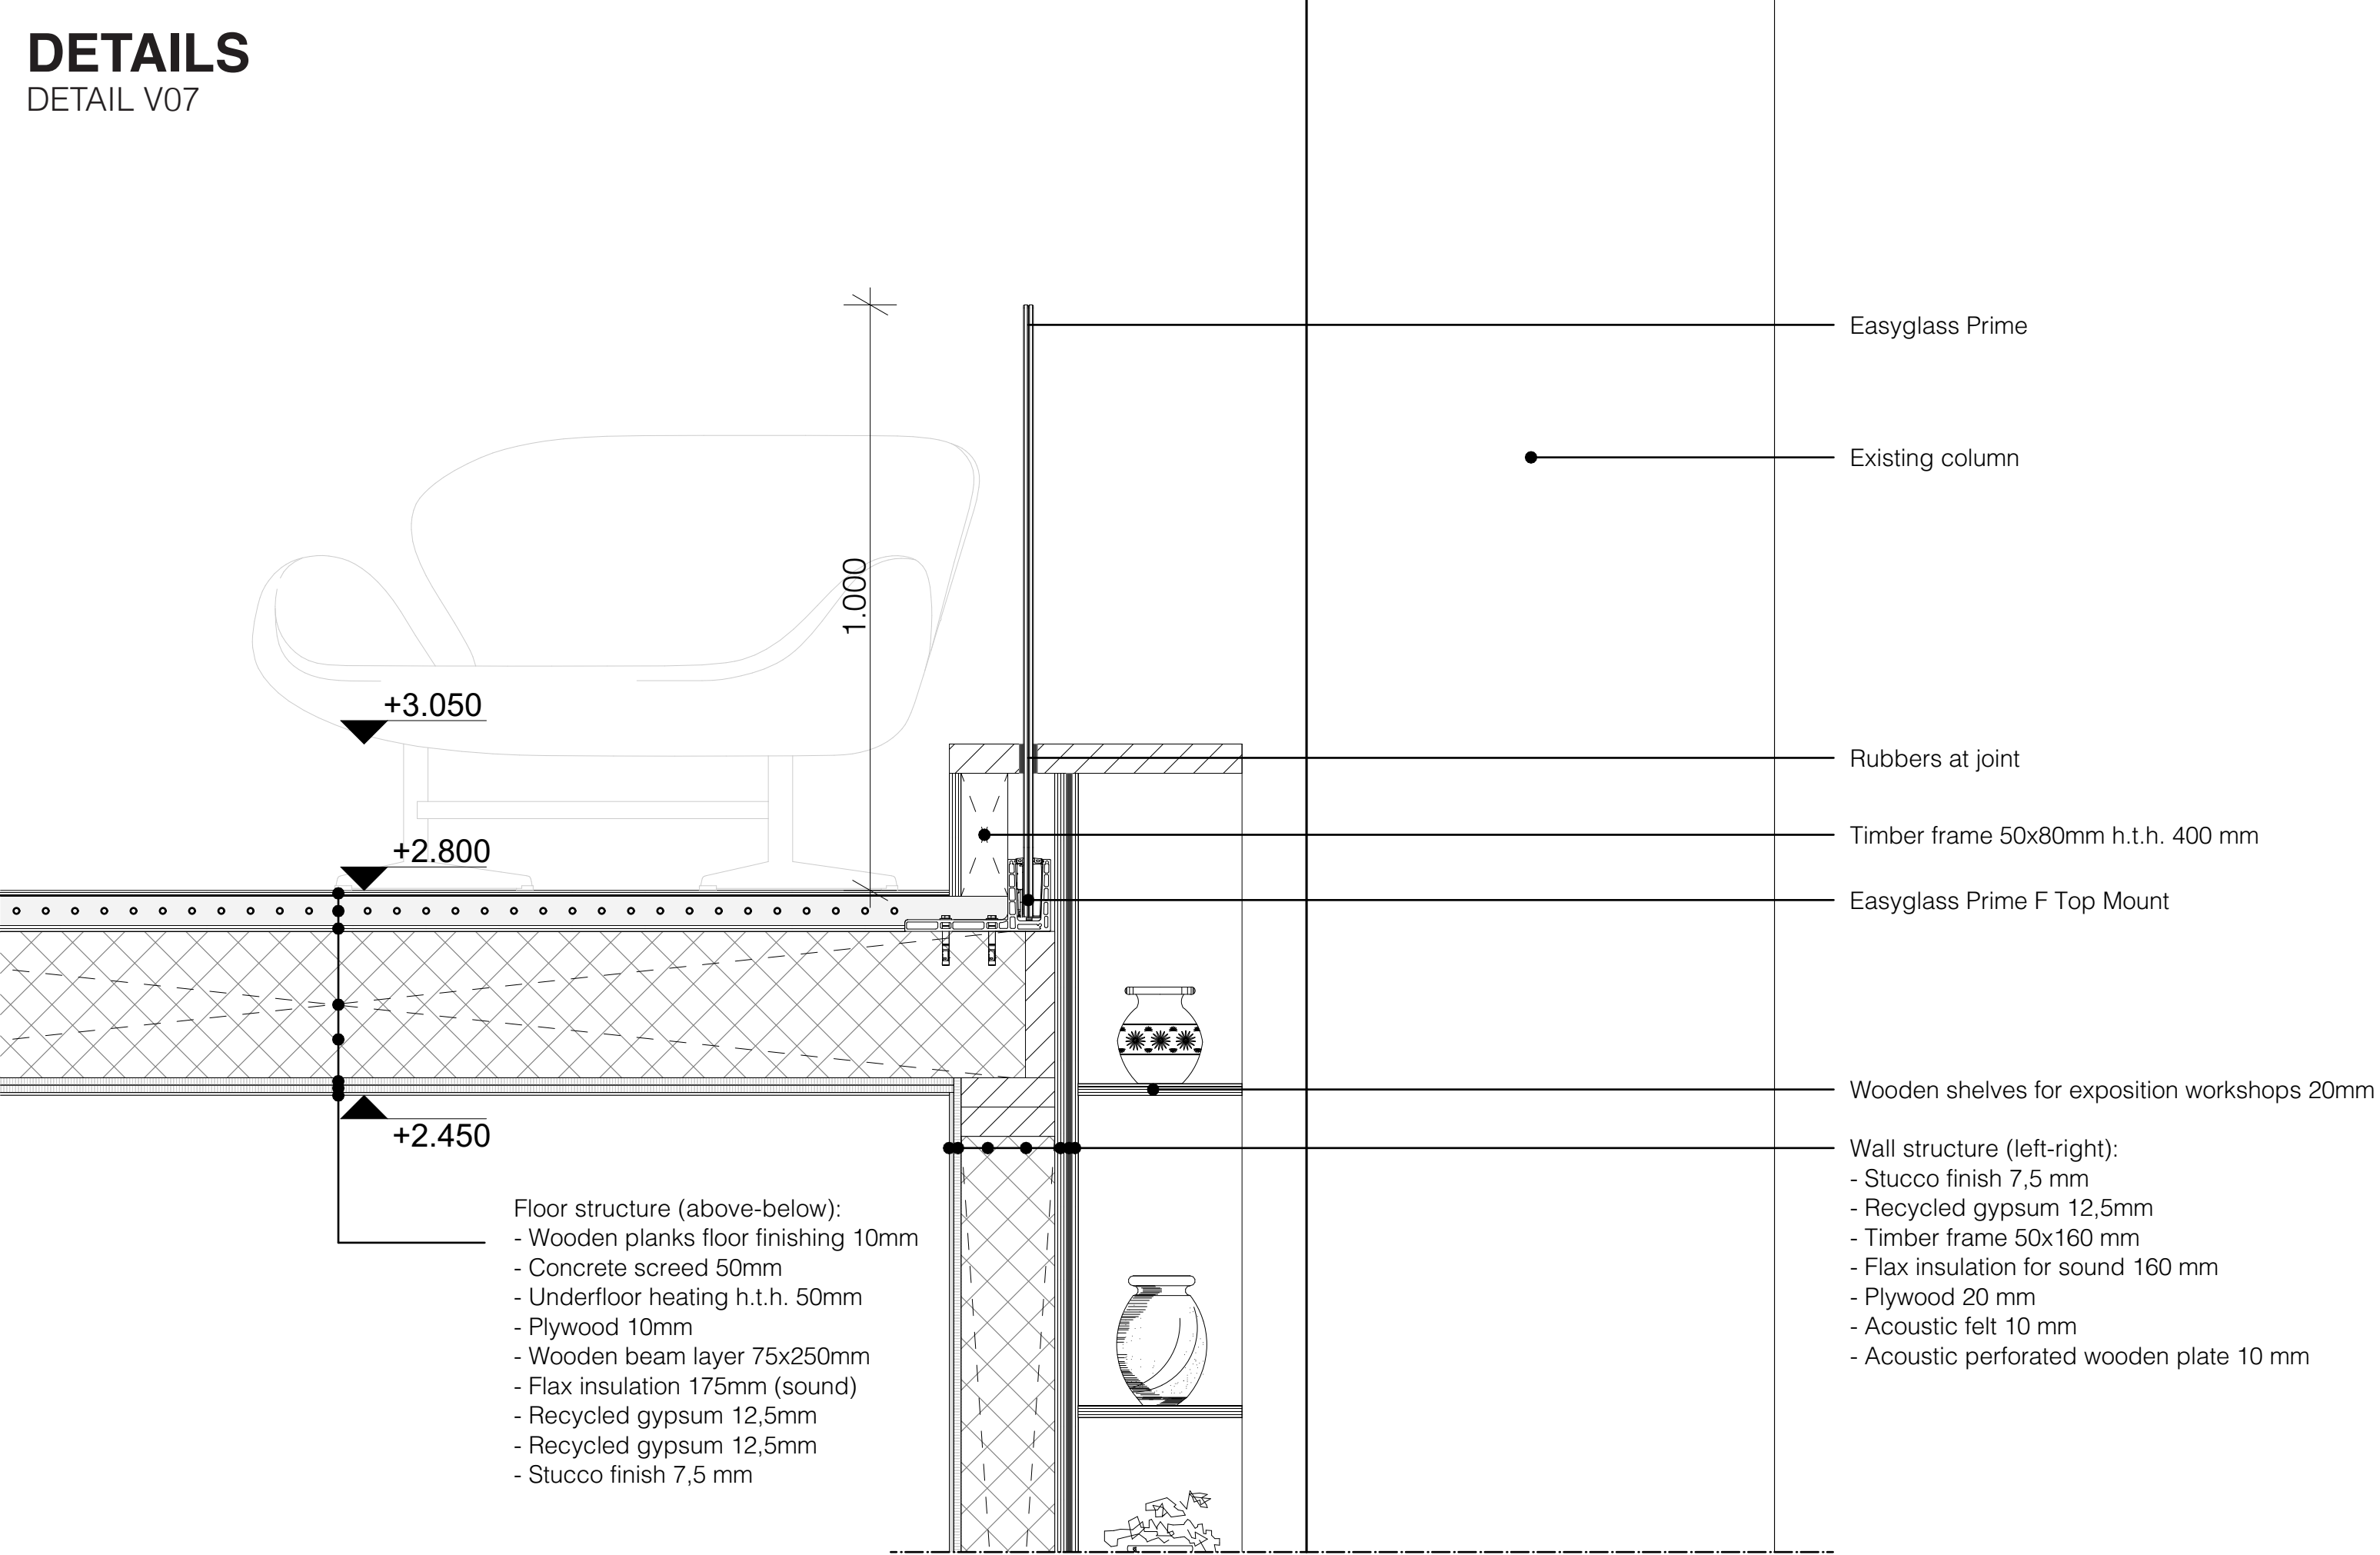 DETAILS
DETAIL V07
Easyglass Prime
Existing column
1.000
+3.050
Rubbers at joint
+2.800
Timber frame 50x80mm h.t.h. 400 mm
Easyglass Prime F Top Mount
Wooden shelves for exposition workshops 20mm
+2.450
Wall structure (left-right):
- Stucco finish 7,5 mm
- Recycled gypsum 12,5mm
- Timber frame 50x160 mm
- Flax insulation for sound 160 mm
- Plywood 20 mm
- Acoustic felt 10 mm
- Acoustic perforated wooden plate 10 mm
Floor structure (above-below):
- Wooden planks floor finishing 10mm
- Concrete screed 50mm
- Underfloor heating h.t.h. 50mm
- Plywood 10mm
- Wooden beam layer 75x250mm
- Flax insulation 175mm (sound)
- Recycled gypsum 12,5mm
- Recycled gypsum 12,5mm
- Stucco finish 7,5 mm